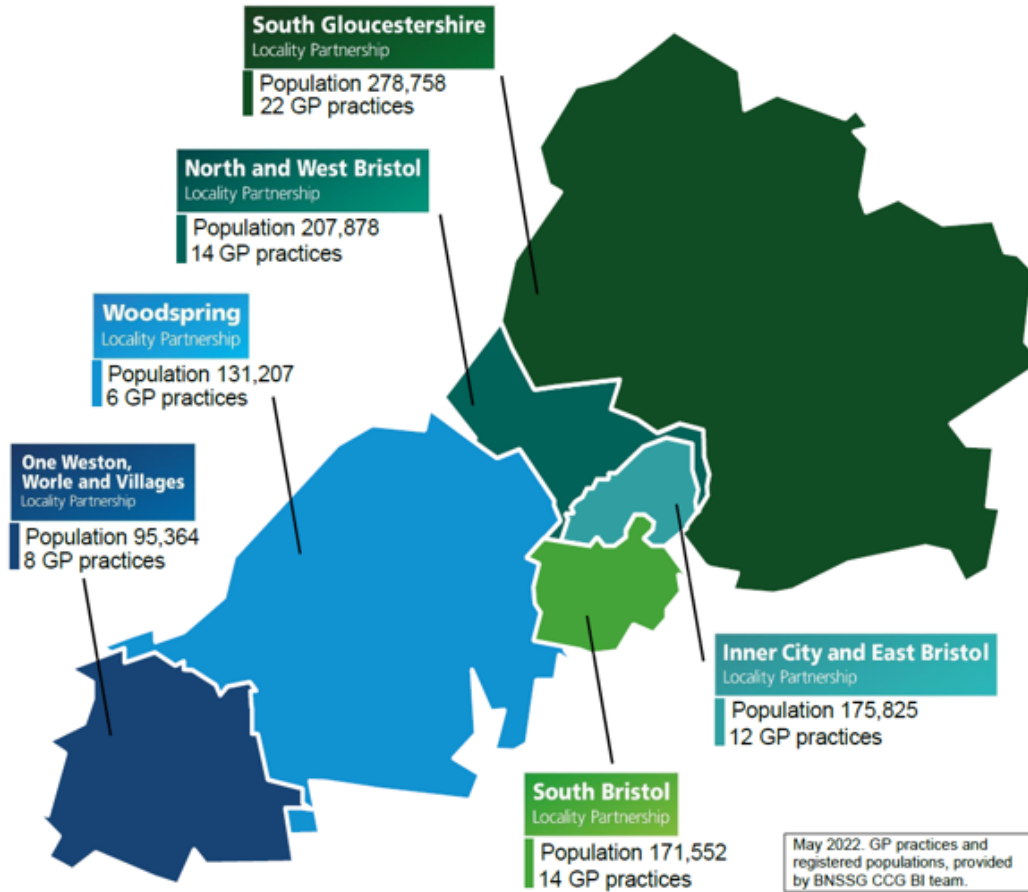 South Gloucestershire
Locality Partnership
Population 278,758
22 GP practices
North and West Bristol
Locality Partnership
Population 207,878
14 GP practices
Woodspring
Locality Partnership
Population 131,207
6 GP practices
One Weston,
Worle and Villages
Locality Partnership
Population 95,364
8 GP practices
Inner City and East Bristol
Locality Partnership
Population 175,825
12 GP practices
South Bristol
Locality Partnership
Population 171,552
14 GP practices
May 2022. GP practices and
registered populations, provided
by BNSSG CCG BI team.